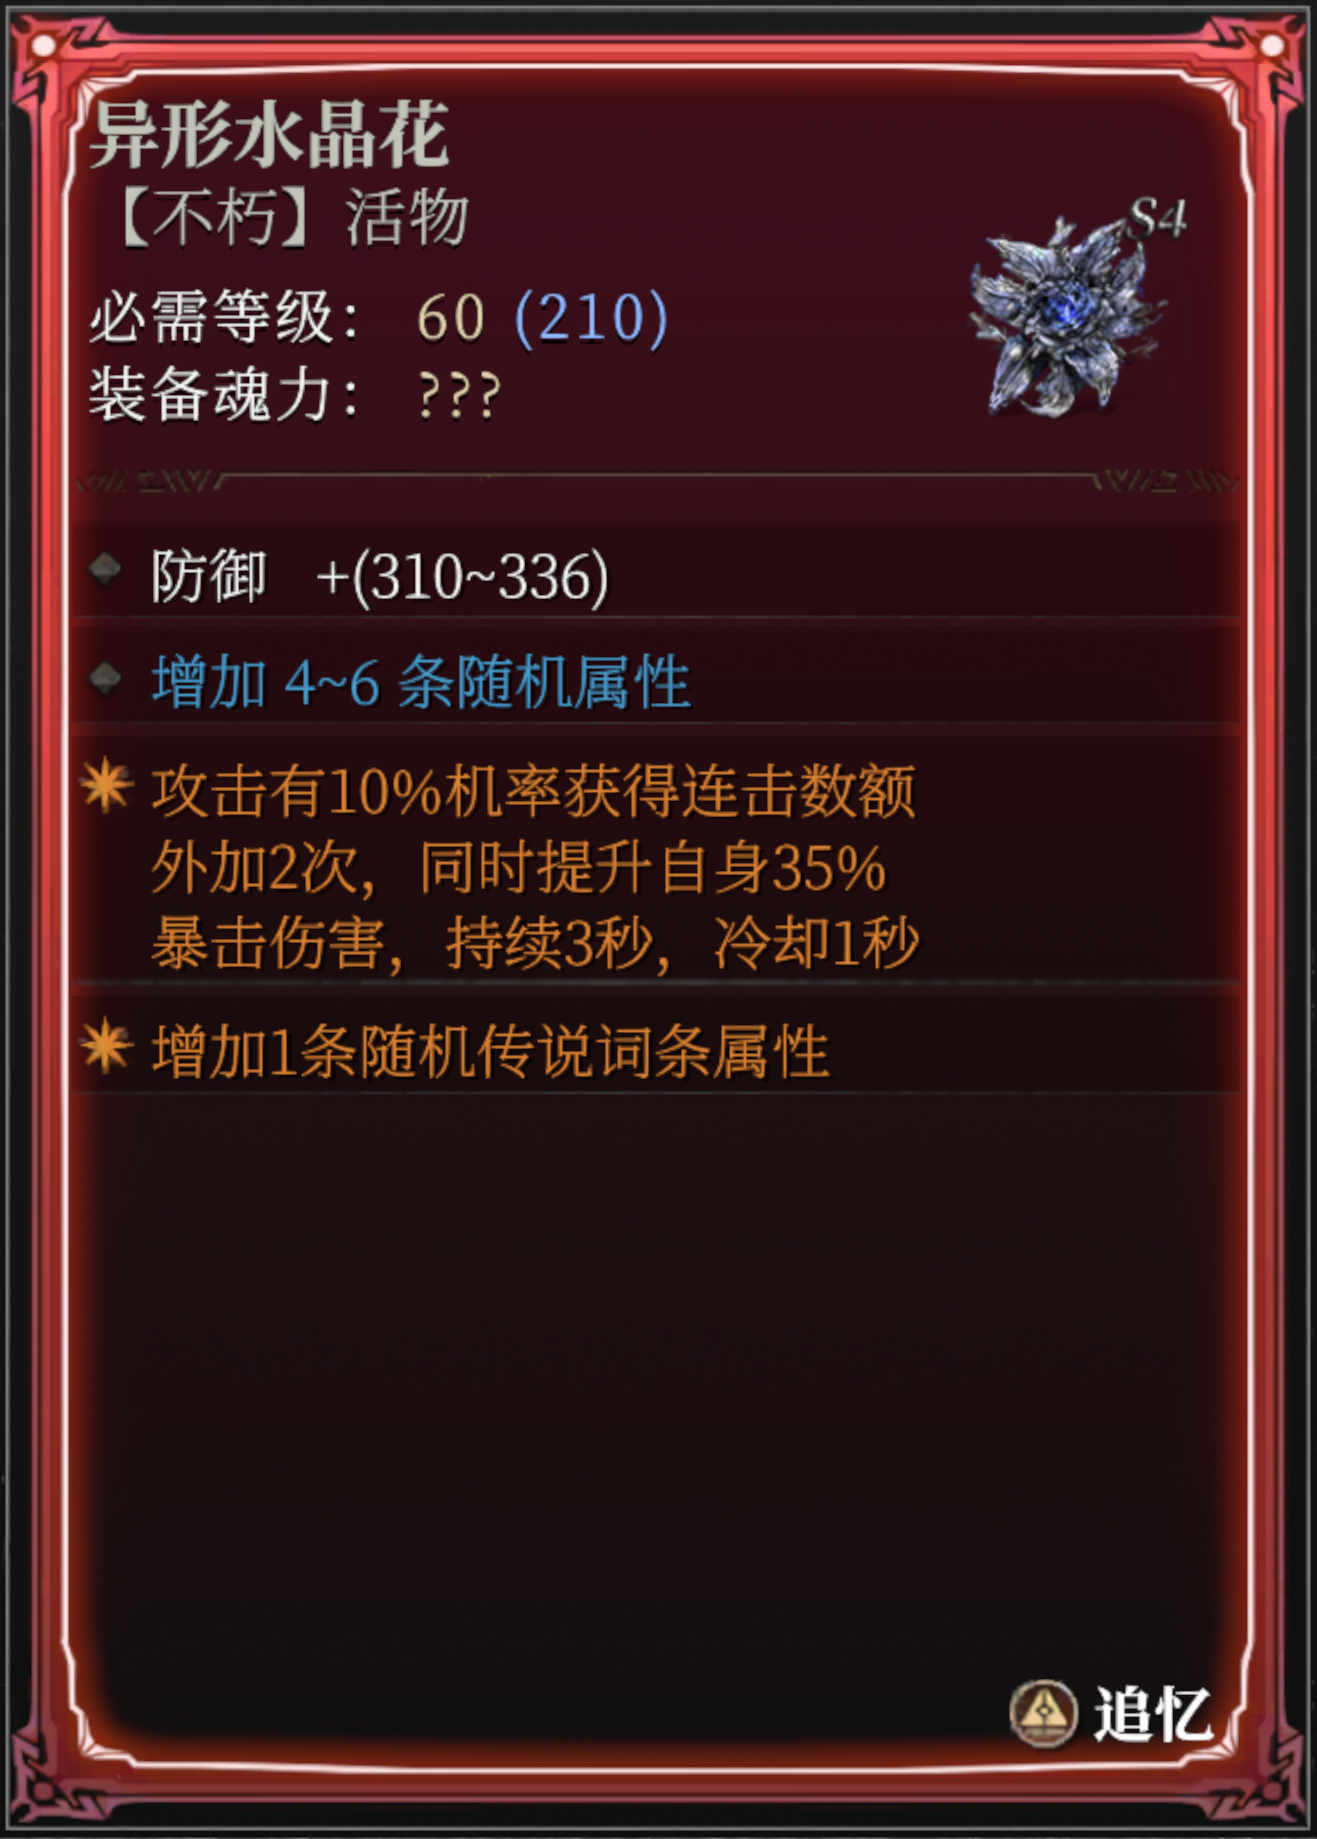 异形水晶花
【不朽】活物
S4
必需等级： 60 (210)
装备魂力： ???
防御 +(310~336)
增加 4~6 条随机属性
攻击有10%机率获得连击数额
外加2次，同时提升自身35%
暴击伤害，持续3秒，冷却1秒
增加1条随机传说词条属性
追忆